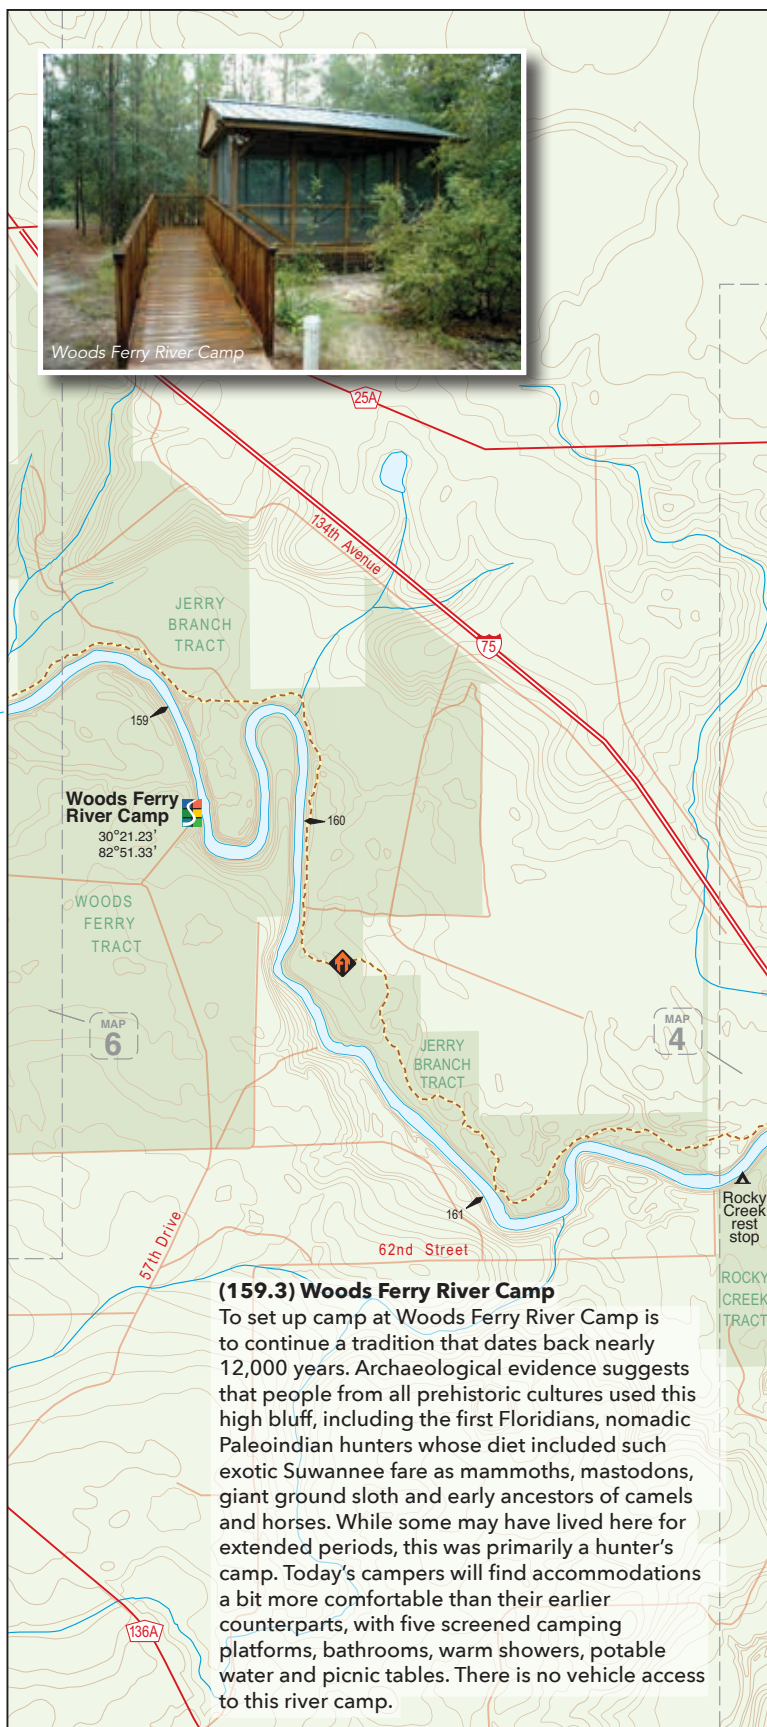 Woods Ferry River Camp
25A
134th Avenue
75
JERRY
BRANCH
TRACT
159
Woods Ferry
River Camp
30°21.23'
82°51.33'
160
WOODS
FERRY
TRACT
MAP
6
MAP
4
JERRY
BRANCH
TRACT
161
Rocky
Creek
rest
stop
57th Drive
62nd Street
ROCKY
CREEK
TRACT
(159.3) Woods Ferry River Camp
To set up camp at Woods Ferry River Camp is
to continue a tradition that dates back nearly
12,000 years. Archaeological evidence suggests
that people from all prehistoric cultures used this
high bluff, including the first Floridians, nomadic
Paleoindian hunters whose diet included such
exotic Suwannee fare as mammoths, mastodons,
giant ground sloth and early ancestors of camels
and horses. While some may have lived here for
extended periods, this was primarily a hunter's
camp. Today's campers will find accommodations
a bit more comfortable than their earlier
counterparts, with five screened camping
platforms, bathrooms, warm showers, potable
water and picnic tables. There is no vehicle access
to this river camp.
136A